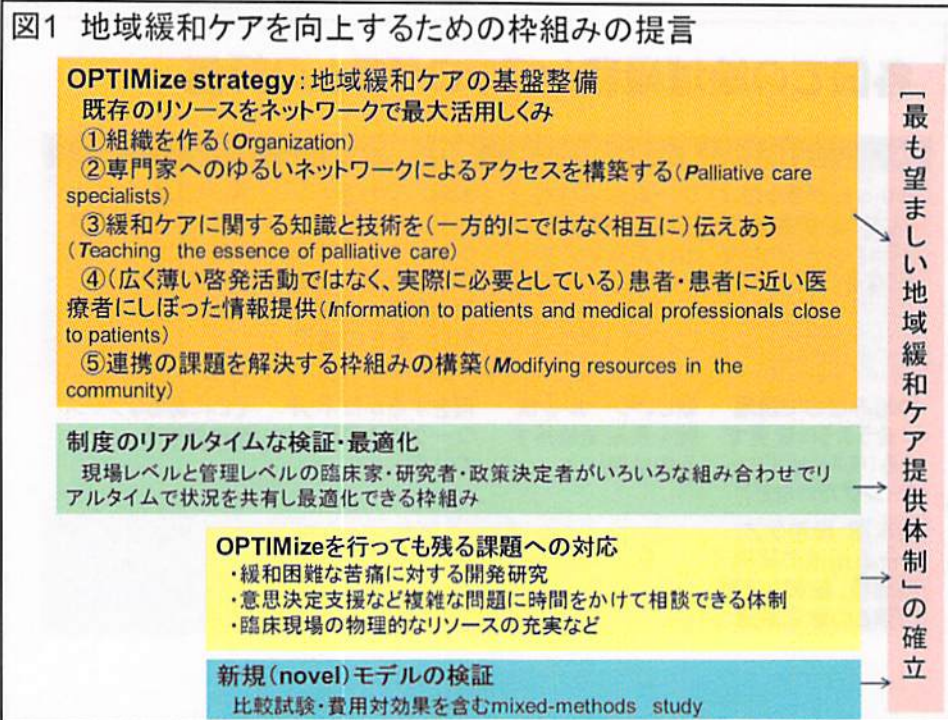 図1 地域緩和ケアを向上するための枠組みの提言
OPTIMize strategy:地域緩和ケアの基盤整備
既存のリソースをネットワークで最大活用しくみ
①組織を作る(Organization)
②専門家へのゆるいネットワークによるアクセスを構築する(Palliative care
specialists)
③緩和ケアに関する知識と技術を(一方的にではなく相互に)伝えあう
(Teaching the essence of palliative care)
④(広く薄い啓発活動ではなく、実際に必要としている)患者・患者に近い医
療者にしぼった情報提供(Information to patients and medical professionals close
to patients)
⑤連携の課題を解決する枠組みの構築(Modifying resources in the
community)
制度のリアルタイムな検証・最適化
現場レベルと管理レベルの臨床家・研究者・政策決定者がいろいろな組み合わせでリ
アルタイムで状況を共有し最適化できる枠組み
OPTIMizeを行っても残る課題への対応
・緩和困難な苦痛に対する開発研究
・意思決定支援など複雑な問題に時間をかけて相談できる体制
・臨床現場の物理的なリソースの充実など
新規(novel)モデルの検証
比較試験・費用対効果を含むmixed-methods study
「最も望ましい地域緩和ケア提供体制」の確立